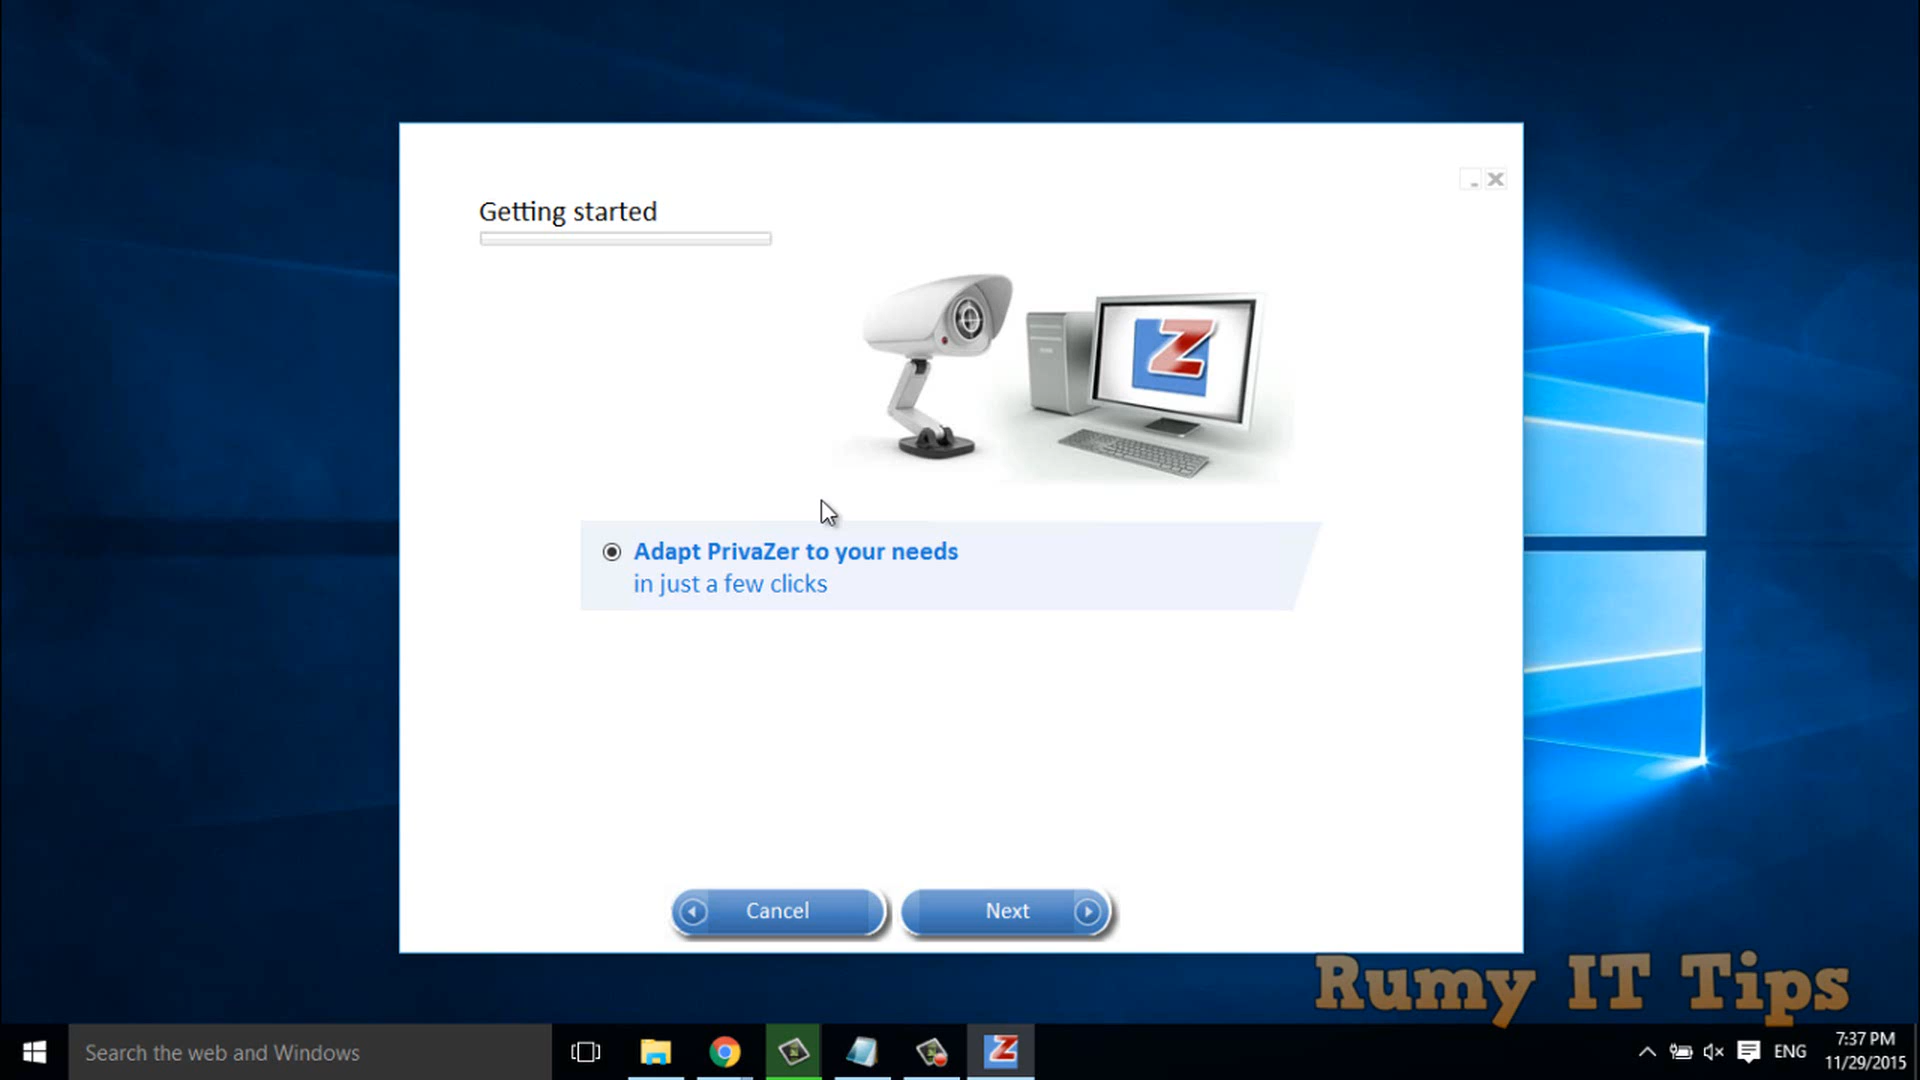 Getting started
Z
Adapt PrivaZer to your needs
in just a few clicks
Cancel
Next
Rumy IT Tips
Search the web and Windows
Z
ENG
7:37 PM
11/29/2015